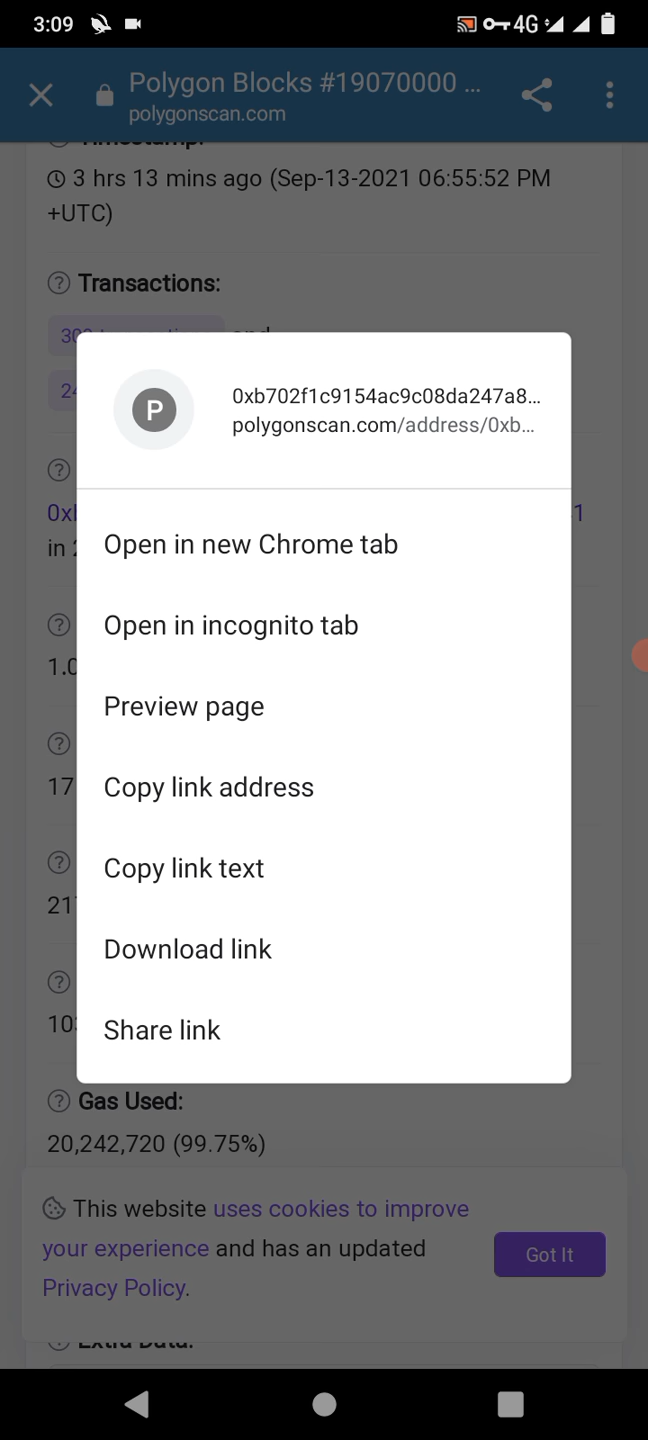 3:09
4G
Polygon Blocks #19070000 ...
polygonscan.com
3 hrs 13 mins ago (Sep-13-2021 06:55:52 PM
+UTC)
Transactions:
P
0xb702f1c9154ac9c08da247a8...
polygonscan.com/address/0xb...
Open in new Chrome tab
Open in incognito tab
Preview page
Copy link address
Copy link text
Download link
Share link
Gas Used:
20,242,720 (99.75%)
This website uses cookies to improve
your experience and has an updated
Privacy Policy.
Got It